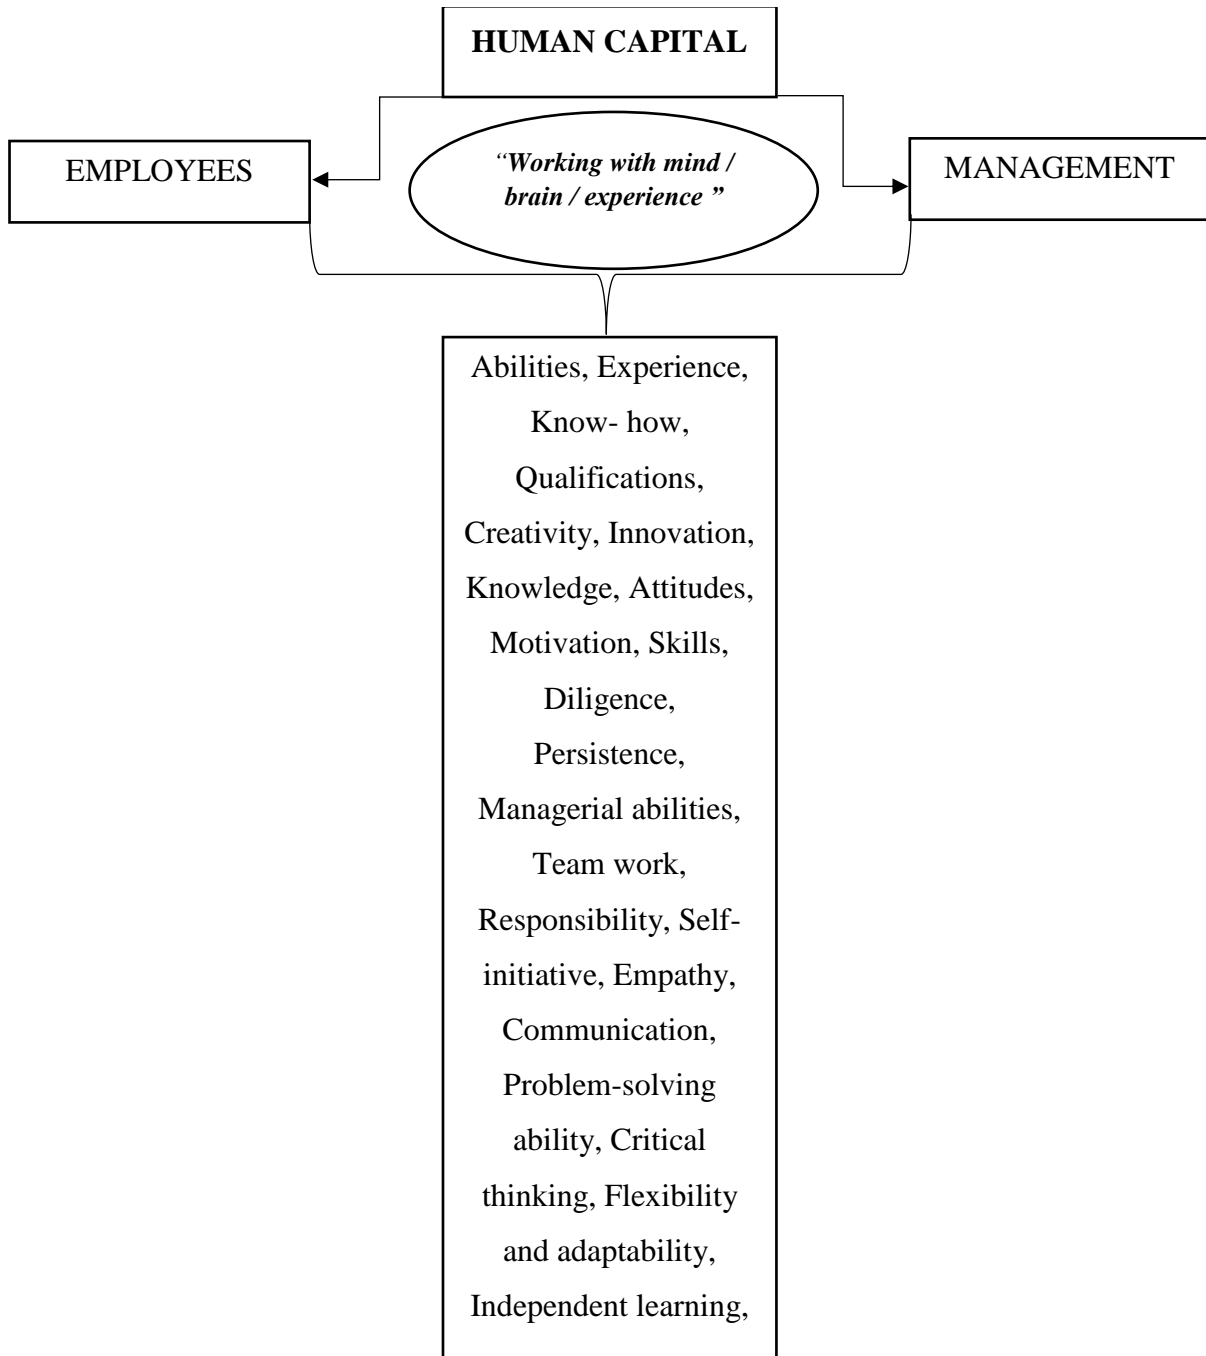 HUMAN CAPITAL
EMPLOYEES
“Working with mind /
brain / experience ”
MANAGEMENT
Abilities, Experience,
Know- how,
Qualifications,
Creativity, Innovation,
Knowledge, Attitudes,
Motivation, Skills,
Diligence,
Persistence,
Managerial abilities,
Team work,
Responsibility, Self-
initiative, Empathy,
Communication,
Problem-solving
ability, Critical
thinking, Flexibility
and adaptability,
Independent learning,